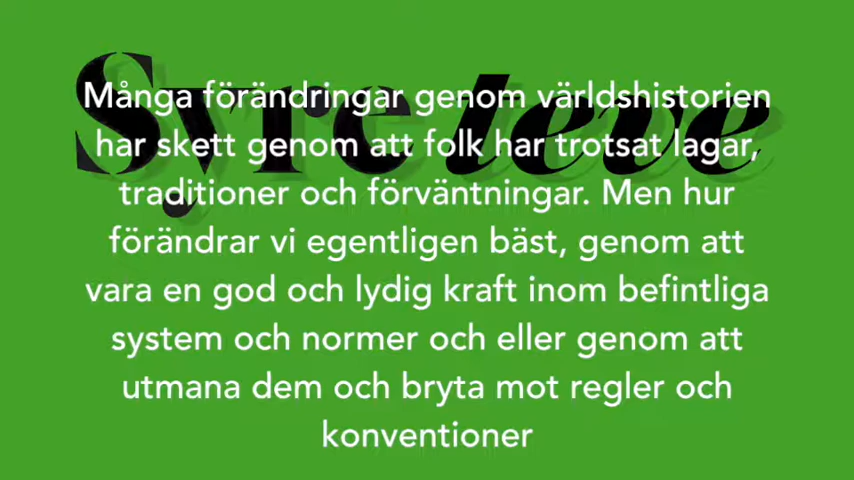 Syre teve
Många förändringar genom världshistorien
har skett genom att folk har trotsat lagar,
traditioner och förväntningar. Men hur
förändrar vi egentligen bäst, genom att
vara en god och lydig kraft inom befintliga
system och normer och eller genom att
utmana dem och bryta mot regler och
konventioner